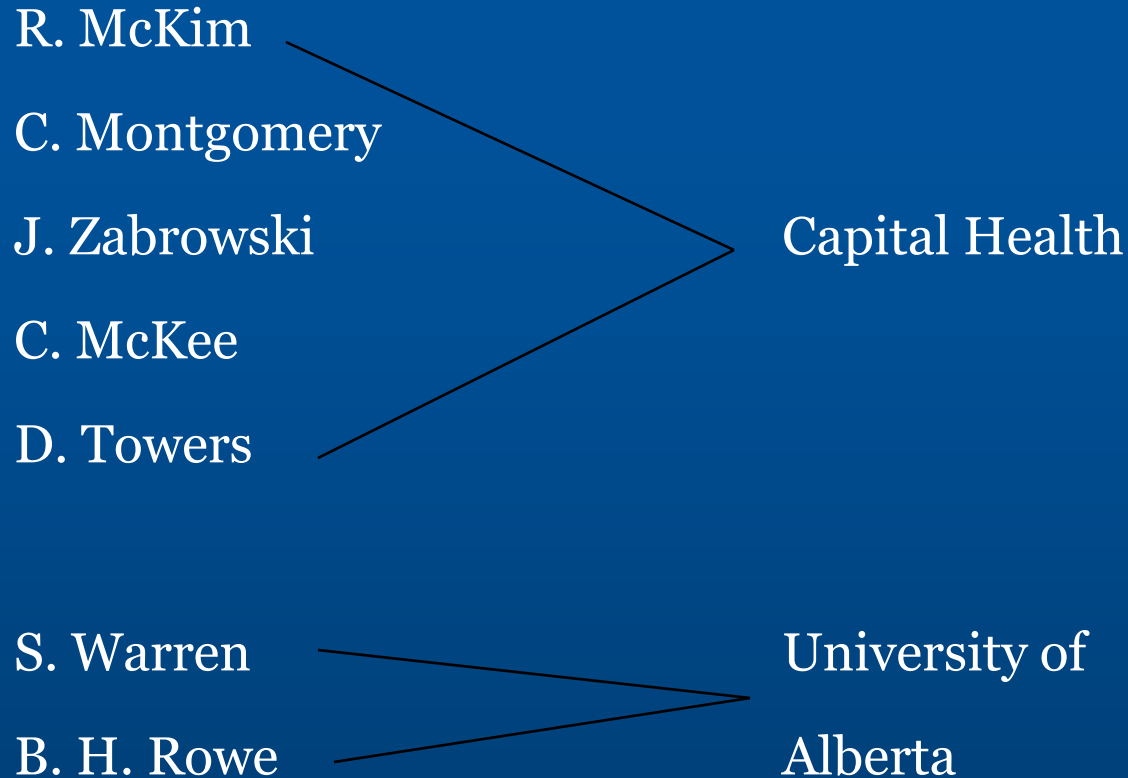 R. McKim
C. Montgomery
J. Zabrowski
Capital Health
C. McKee
D. Towers
S. Warren
University of
B. H. Rowe
Alberta